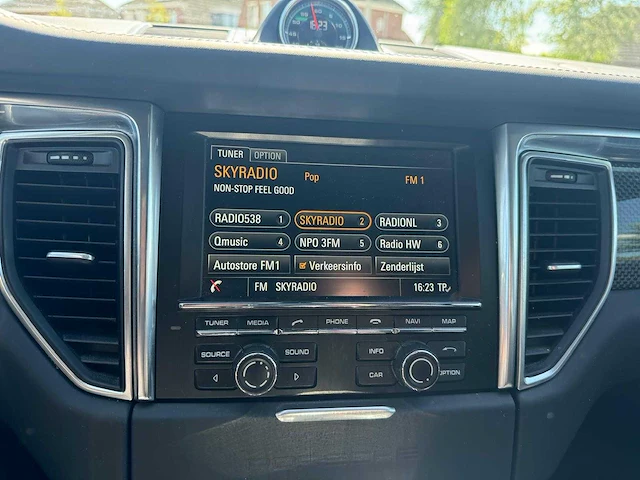 1823
TUNER OPTION
SKYRADIO Pop FM 1
NON-STOP FEEL GOOD
RADIO538 1 SKYRADIO 2 RADIONL 3
Qmusic 4 NPO 3FM 5 Radio HW 6
Autostore FM1 Verkeersinfo Zenderlijst
FM SKYRADIO 16:23 TP
TUNER MEDIA PHONE NAVI MAP
SOURCE SOUND INFO
CAR OPTION